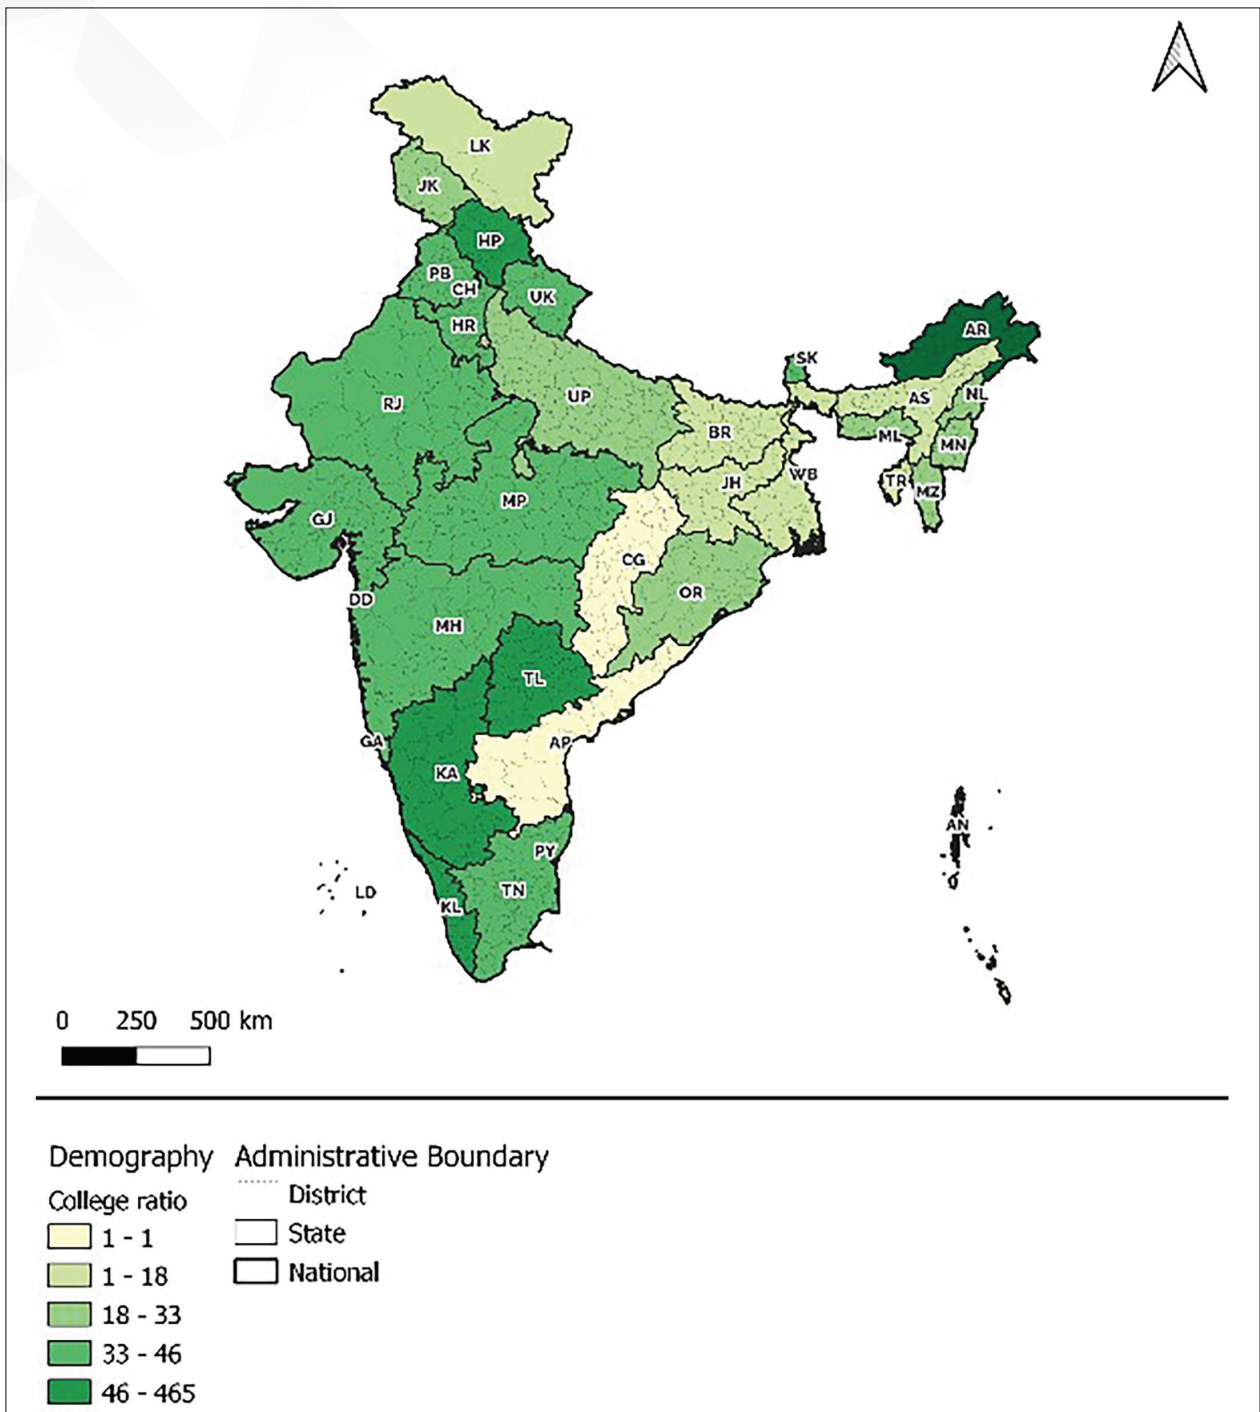 LK
JK
HP
PB
CH
UK
HR
AR
SK
RJ
UP
AS
NL
BR
ML
MN
JH
WB
TR
MZ
GJ
MP
CG
DD
OR
MH
TL
GA
AP
KA
AN
PY
LD
TN
KL
0 250 500 km
Demography
College ratio
1 - 1
1 - 18
18 - 33
33 - 46
46 - 465
Administrative Boundary
District
State
National